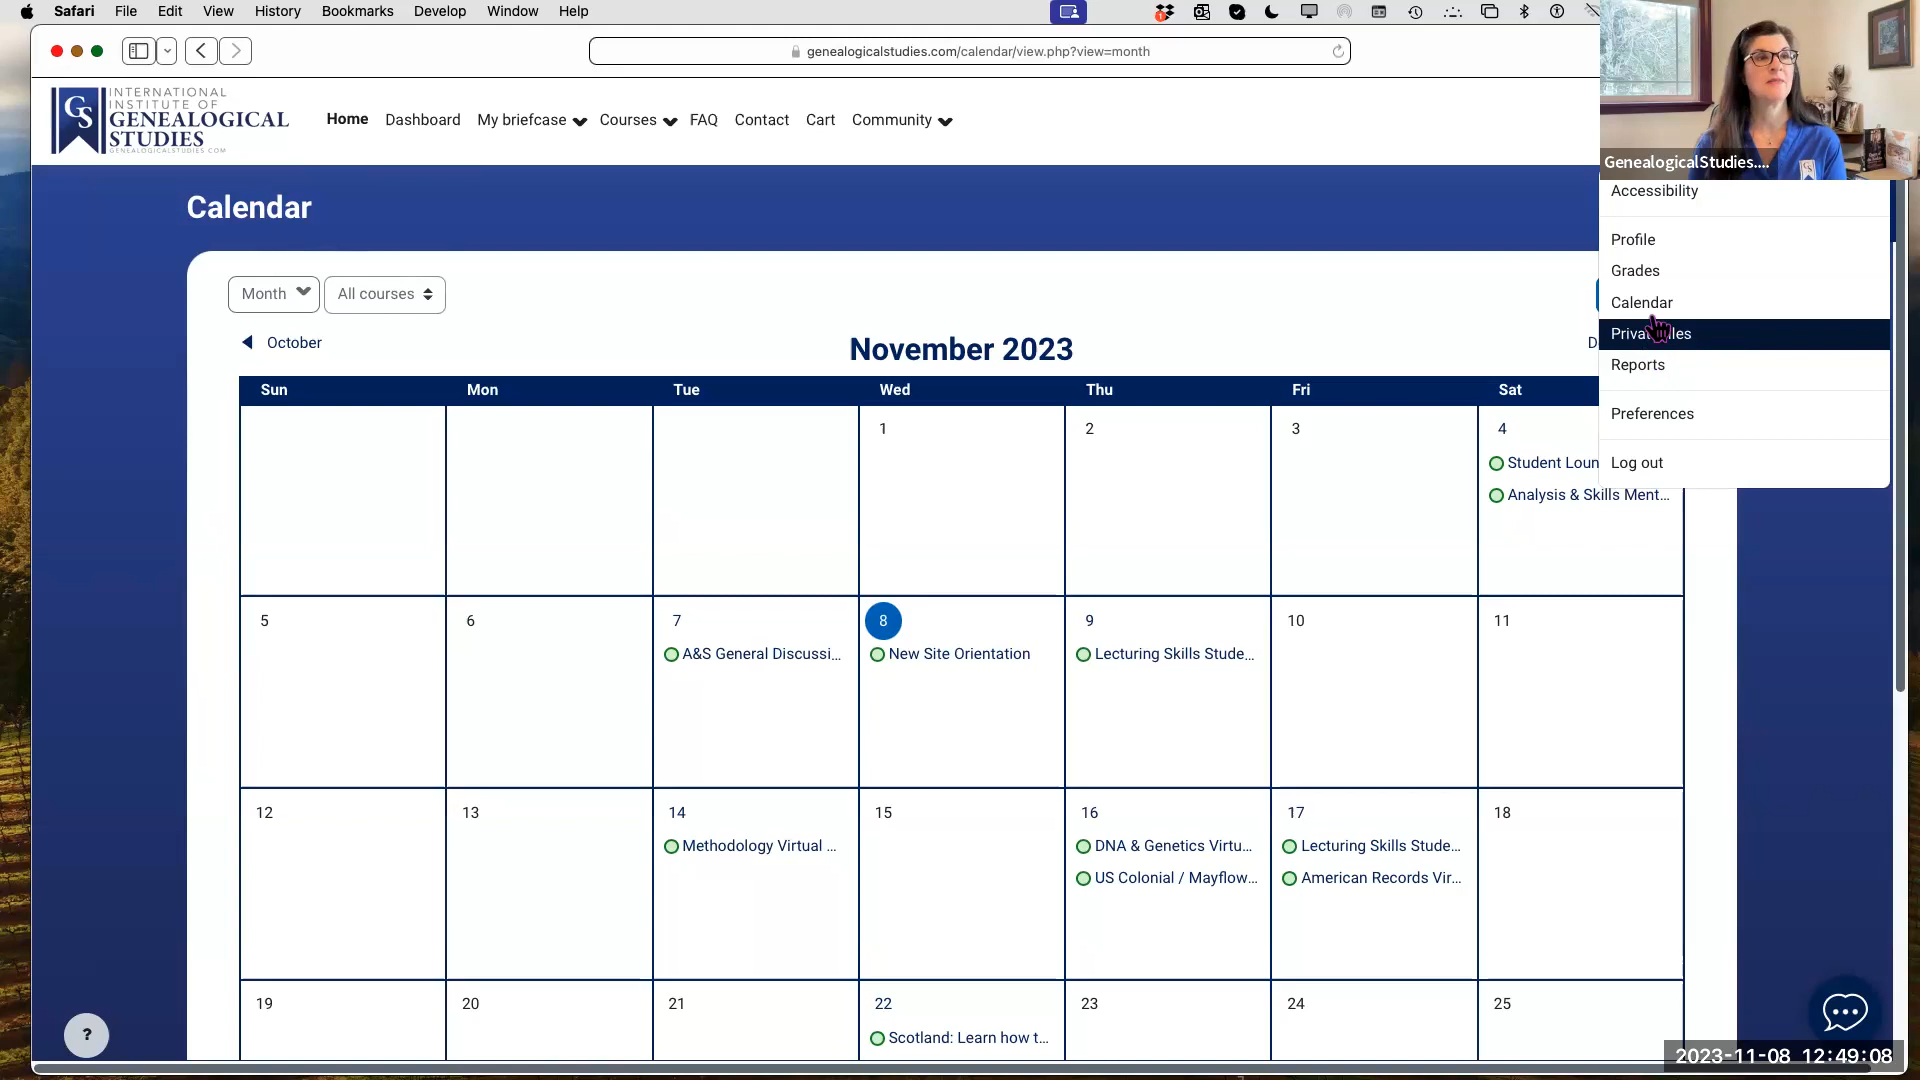 Safari File Edit View History Bookmarks Develop Window Help
genealogicalstudies.com/calendar/view.php?view=month
GS
INTERNATIONAL
INSTITUTE OF
GENEALOGICAL
STUDIES
GENEALOGICALSTUDIES.COM
Home Dashboard My briefcase Courses FAQ Contact Cart Community
GenealogicalStudies....
Accessibility
Profile
Grades
Calendar
Reports
Preferences
Log out
Calendar
Month All courses
October November 2023
Sun Mon Tue Wed Thu Fri Sat
1 2 3 4
Student Loun
Analysis & Skills Ment...
5 6 7 8 9 10 11
A&S General Discussi... New Site Orientation Lecturing Skills Stude...
12 13 14 15 16 17 18
Methodology Virtual ... DNA & Genetics Virtu... Lecturing Skills Stude...
US Colonial / Mayflow... American Records Vir...
19 20 21 22 23 24 25
Scotland: Learn how t...
?
2023-11-08 12:49:08